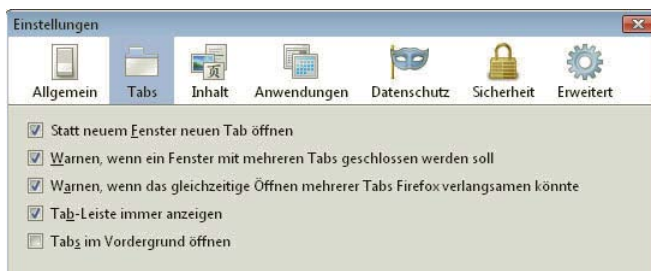 Einstellungen
Allgemein Tabs Inhalt Anwendungen Datenschutz Sicherheit Erweitert
Statt neuem Fenster neuen Tab öffnen
Warnen, wenn ein Fenster mit mehreren Tabs geschlossen werden soll
Warnen, wenn das gleichzeitige Öffnen mehrerer Tabs Firefox verlangsamen könnte
Tab-Leiste immer anzeigen
Tabs im Vordergrund öffnen